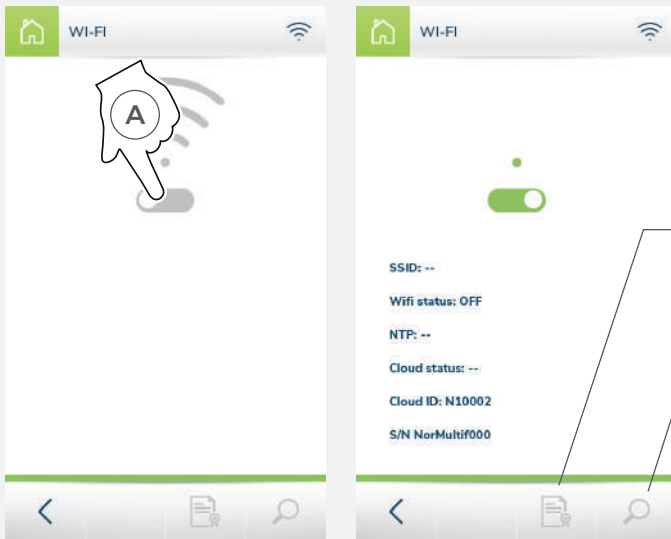 WI-FI
A
WI-FI
SSID: --
Wifi status: OFF
NTP: --
Cloud status: --
Cloud ID: N10002
S/N NorMultif000